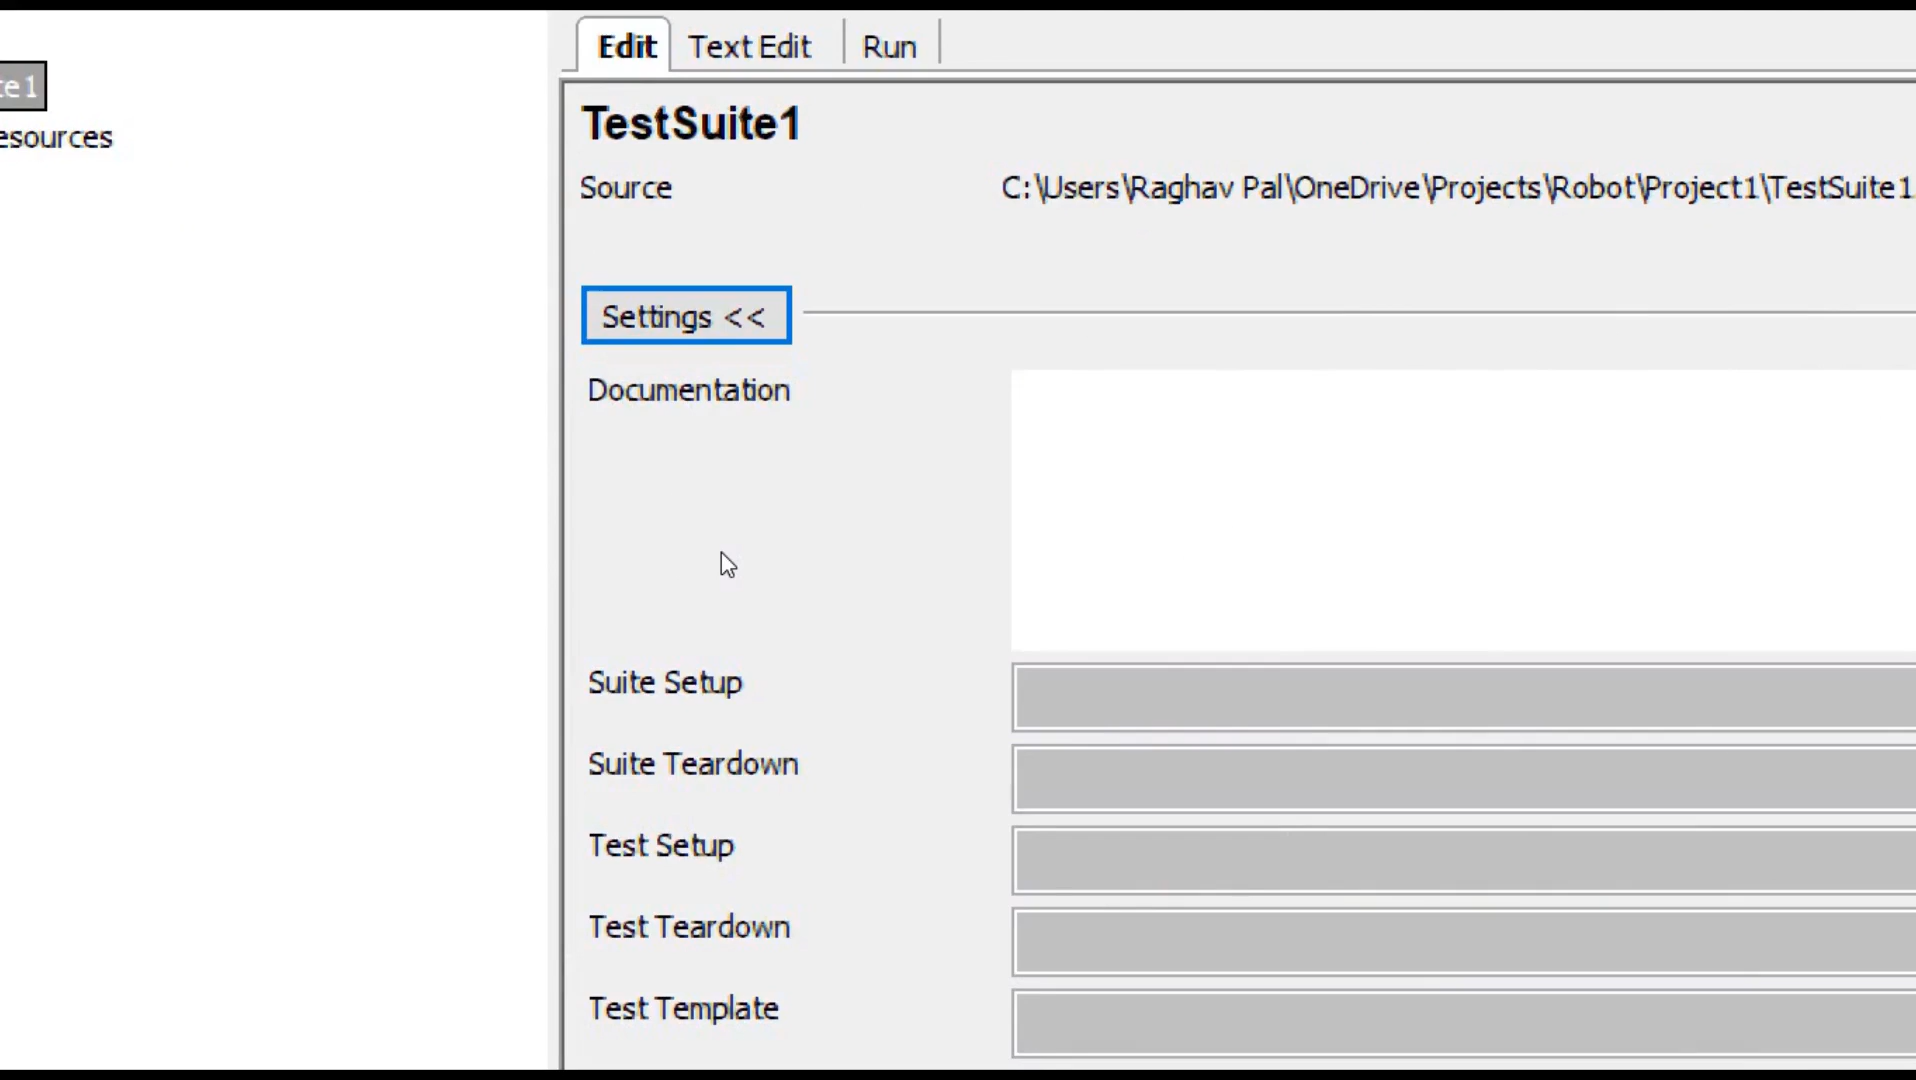 Edit Text Edit Run
te1
esources
TestSuite1
Source C:\Users\Raghav Pal\OneDrive\Projects\Robot\Project1\TestSuite1
Settings <<
Documentation
Suite Setup
Suite Teardown
Test Setup
Test Teardown
Test Template